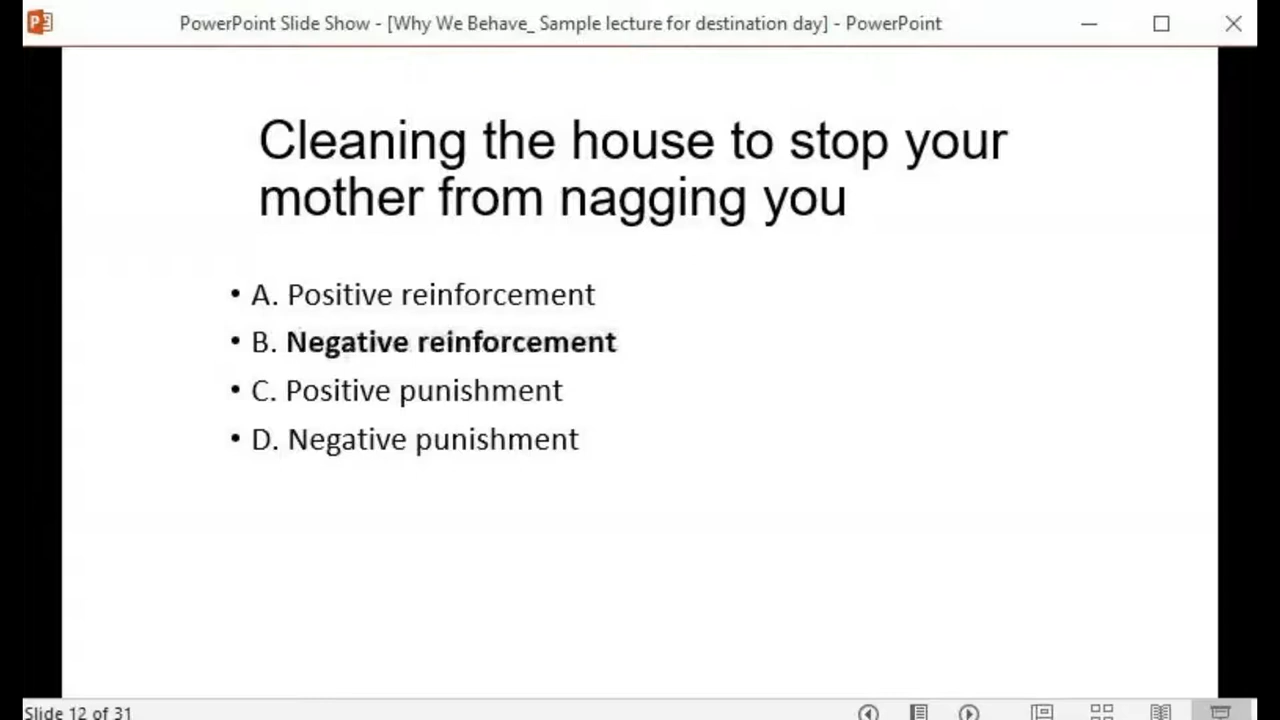 PowerPoint Slide Show - [Why We Behave_ Sample lecture for destination day] - PowerPoint
Cleaning the house to stop your
mother from nagging you
• A. Positive reinforcement
• B. Negative reinforcement
• C. Positive punishment
• D. Negative punishment
Slide 12 of 31